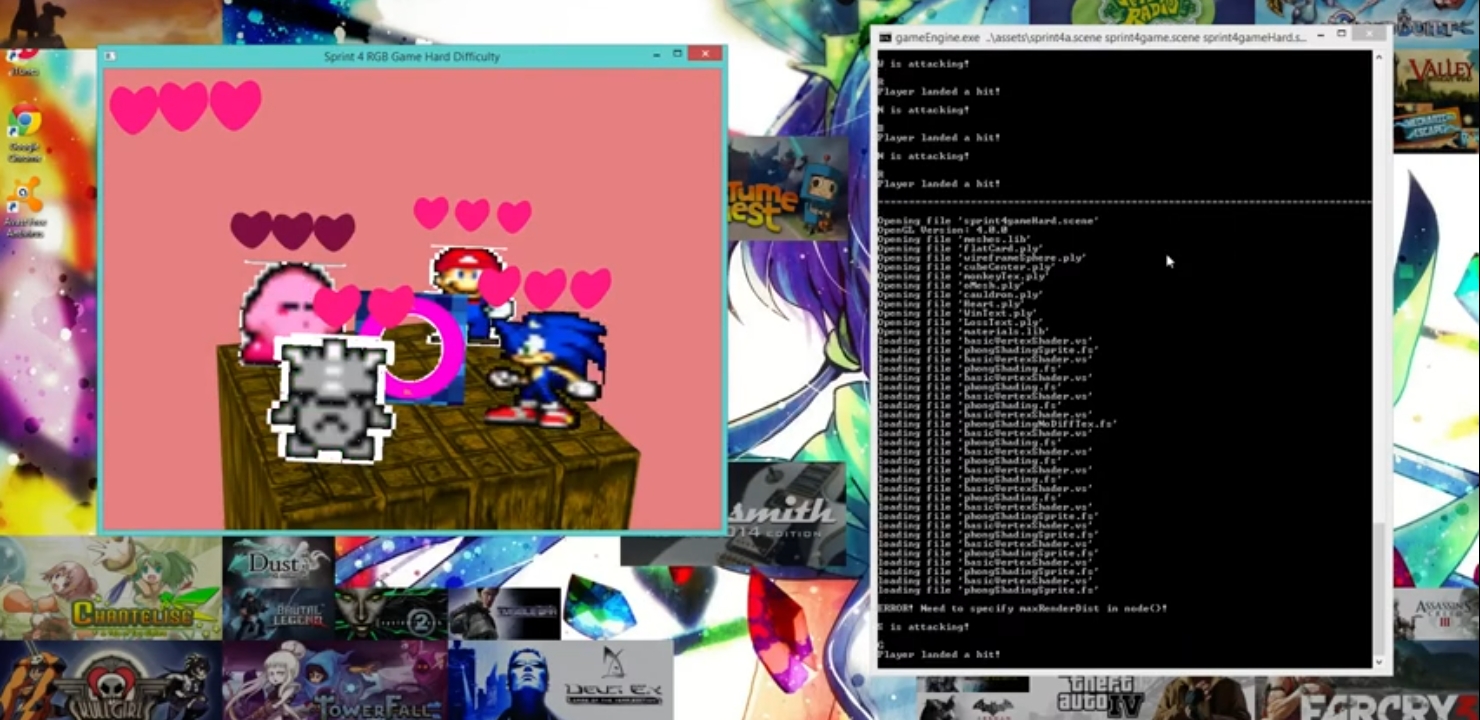 iTunes
Google
Chrome
Sprint 4 RGB Game Hard Difficulty
RADIO
VALLEY
smith
2014 EDITION
gameEngine.exe ..\assets\sprint4a.scene sprint4game.scene sprint4gameHard.s...
W is attacking!
R
Player landed a hit!
N is attacking!
Player landed a hit!
N is attacking!
R
Player landed a hit!
Opening file 'sprint4gameHard.scene'
OpenGL Version: 4.0.0
Opening file 'meshes.lib'
Opening file 'flatCard.ply'
Opening file 'wireframeSphere.ply'
Opening file 'cubeCenter.ply'
Opening file 'monkeyTex.ply'
Opening file 'oMesh.ply'
Opening file 'cauldron.ply'
Opening file 'Heart.ply'
Opening file 'WinText.ply'
Opening file 'LossText.ply'
Opening file 'materials.lib'
loading file 'basicVertexShader.vs'
loading file 'phongShadingSprite.fs'
loading file 'basicVertexShader.vs'
loading file 'phongShading.fs'
loading file 'basicVertexShader.vs'
loading file 'phongShading.fs'
loading file 'basicVertexShader.vs'
loading file 'phongShading.fs'
loading file 'basicVertexShader.vs'
loading file 'phongShadingNoDiffTex.fs'
loading file 'basicVertexShader.vs'
loading file 'phongShading.fs'
loading file 'basicVertexShader.vs'
loading file 'phongShading.fs'
loading file 'basicVertexShader.vs'
loading file 'phongShading.fs'
loading file 'basicVertexShader.vs'
loading file 'phongShading.fs'
loading file 'basicVertexShader.vs'
loading file 'phongShadingSprite.fs'
loading file 'basicVertexShader.vs'
loading file 'phongShadingSprite.fs'
loading file 'basicVertexShader.vs'
loading file 'phongShadingSprite.fs'
loading file 'basicVertexShader.vs'
loading file 'phongShadingSprite.fs'
loading file 'basicVertexShader.vs'
loading file 'phongShadingSprite.fs'
ERROR! Need to specify maxRenderDist in node()!
E is attacking!
G
Player landed a hit!
CHANTELISE
Dust
BRUTAL
LEGEND
2
SKULLGIRLS
TOWERFALL
DEUS EX
ASSASSIN'S
CREED
III
theft
auto IV
FARCRY